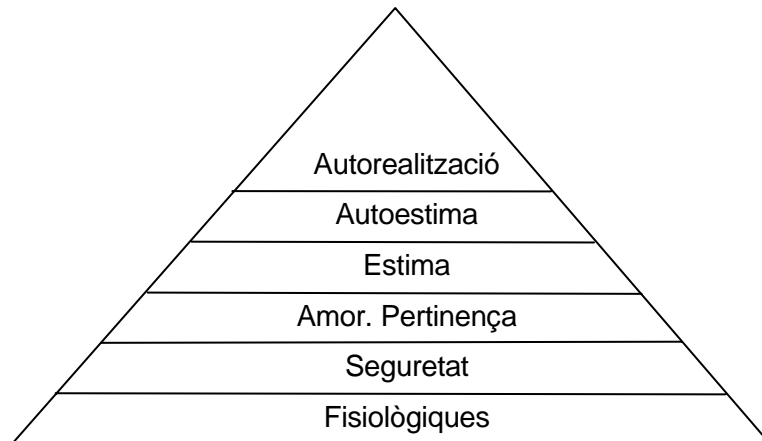 Autorealització
Autoestima
Estima
Amor. Pertinença
Seguretat
Fisiològiques